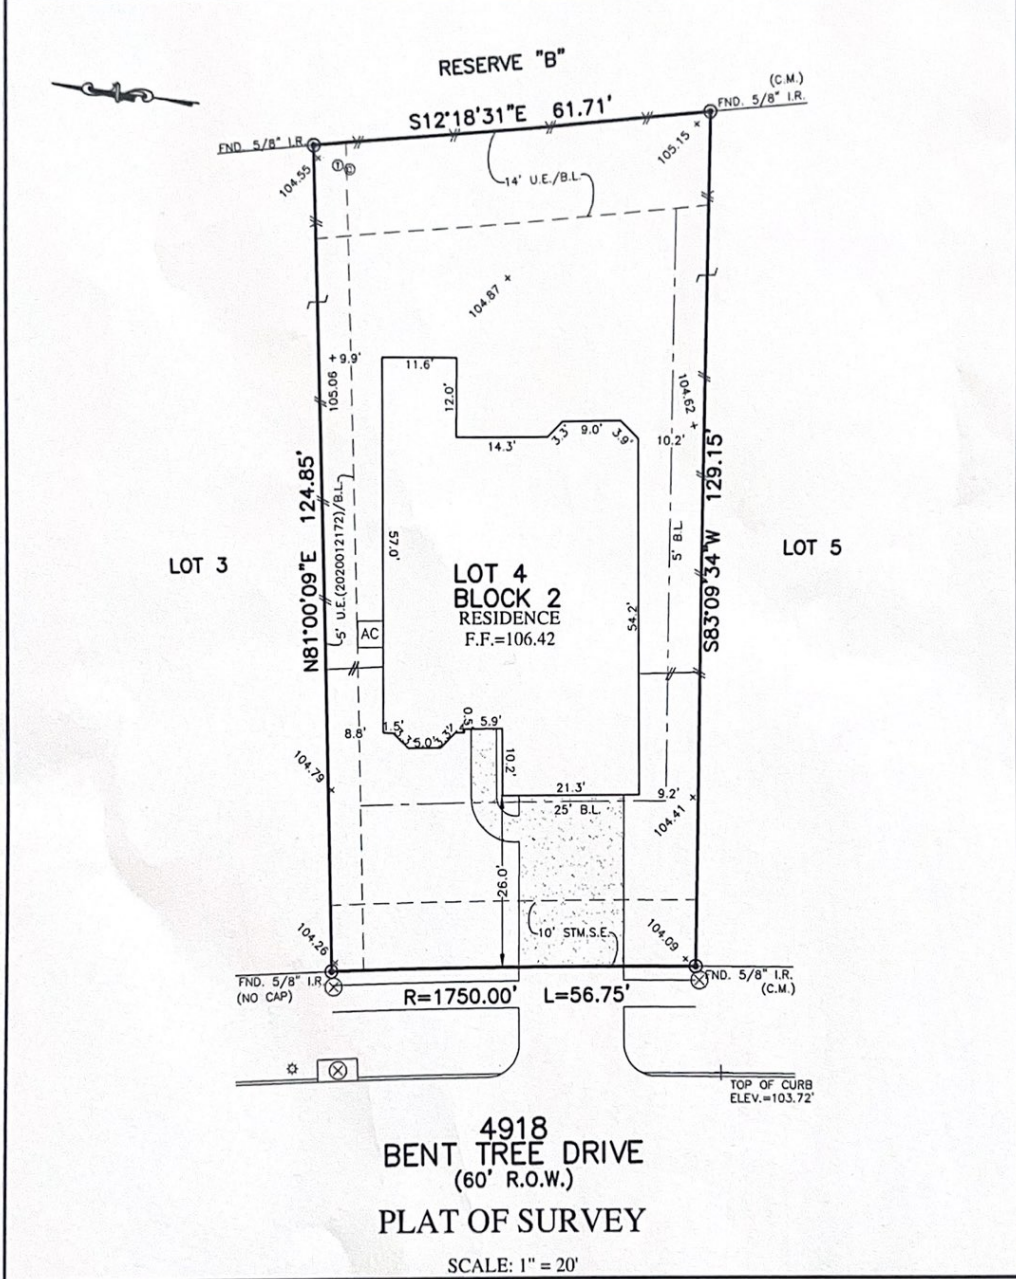 RESERVE "B"
(C.M.)
FND. 5/8" I.R.
S12°18'31"E 61.71'
FND. 5/8" I.R.
105.15
104.55
14' U.E./B.L.
104.87
9.9'
11.6'
105.06
12.0'
104.62
14.3'
3.3'
9.0'
3.9'
10.2'
N81°00'09"E 124.85'
S83°09'34"W 129.15'
5' U.E.(2020012172)/B.L.
57.0'
5' B.L.
LOT 3
LOT 5
LOT 4
BLOCK 2
RESIDENCE
F.F.=106.42
54.2'
AC
8.8'
1.5'
5.0'
0.5'
5.9'
10.2'
104.79
21.3'
9.2'
25' B.L.
104.41
26.0'
10' STM.S.E.
104.26
104.09
FND. 5/8" I.R.
(NO CAP)
FND. 5/8" I.R.
(C.M.)
R=1750.00' L=56.75'
TOP OF CURB
ELEV.=103.72'
4918
BENT TREE DRIVE
(60' R.O.W.)
PLAT OF SURVEY
SCALE: 1" = 20'